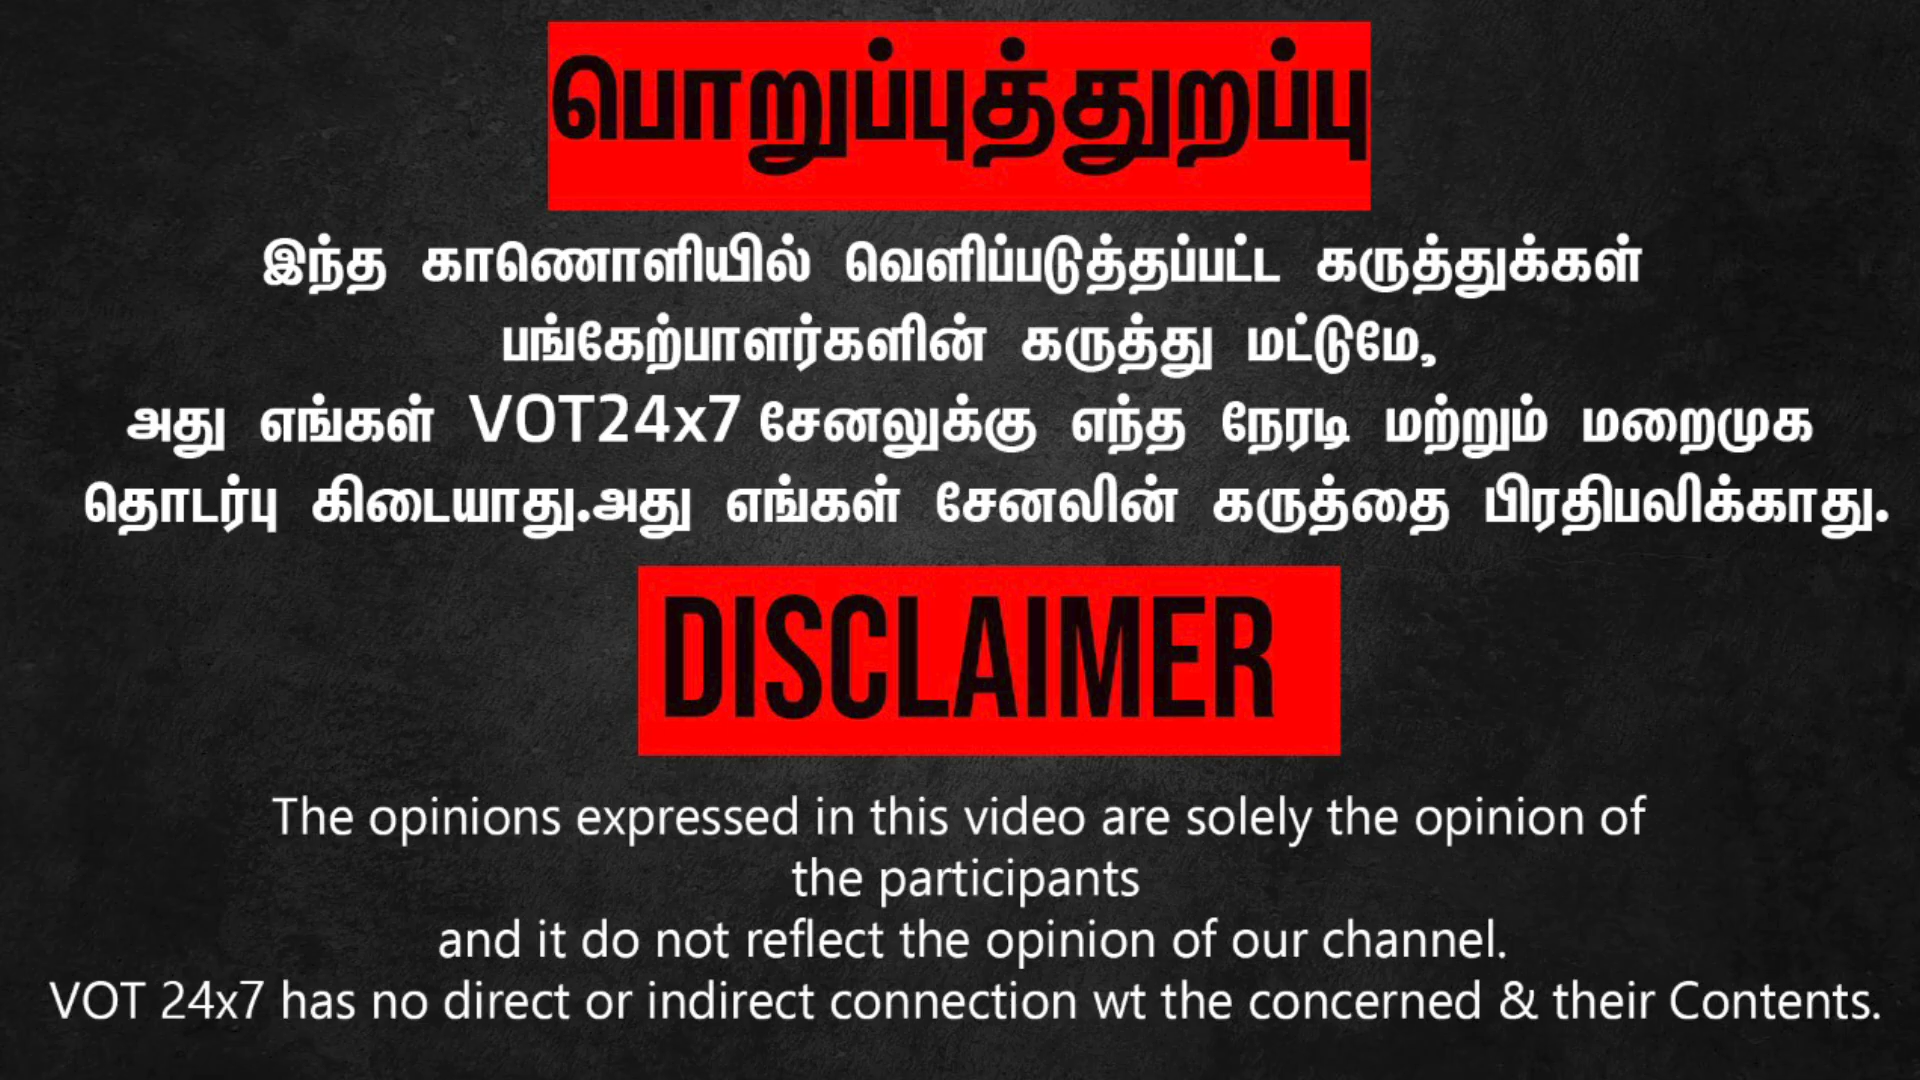 பொறுப்புத்துறப்பு
இந்த காணொளியில் வெளிப்படுத்தப்பட்ட கருத்துக்கள்
பங்கேற்பாளர்களின் கருத்து மட்டுமே,
அது எங்கள் VOT24x7 சேனலுக்கு எந்த நேரடி மற்றும் மறைமுக
தொடர்பு கிடையாது.அது எங்கள் சேனலின் கருத்தை பிரதிபலிக்காது.
DISCLAIMER
The opinions expressed in this video are solely the opinion of
the participants
and it do not reflect the opinion of our channel.
VOT 24x7 has no direct or indirect connection wt the concerned & their Contents.